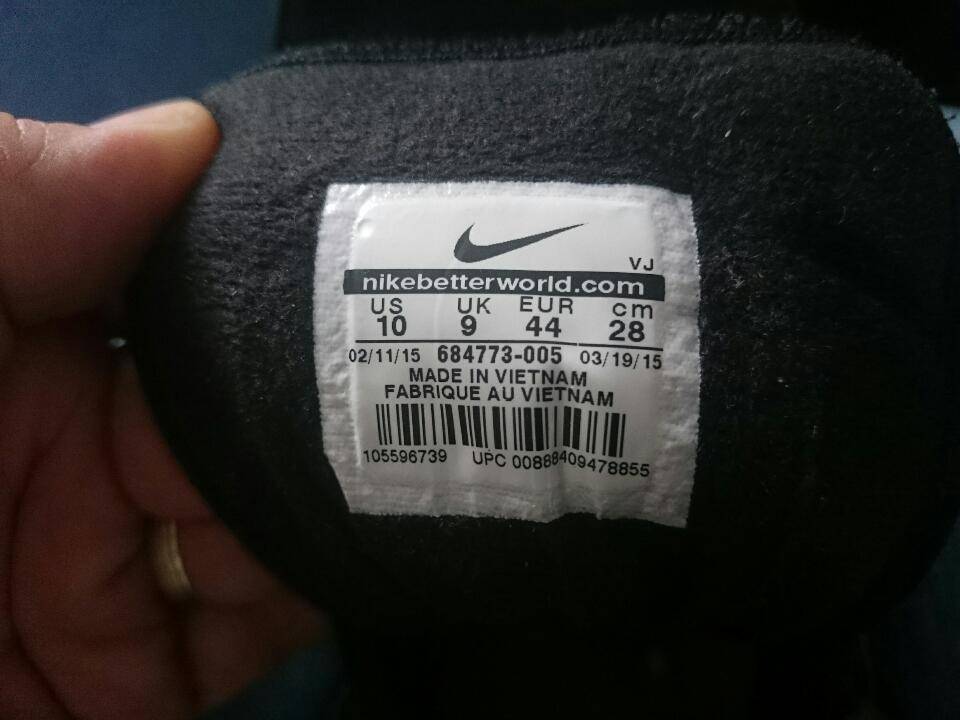 VJ
nikebetterworld.com
US UK EUR cm
10 9 44 28
02/11/15 684773-005 03/19/15
MADE IN VIETNAM
FABRIQUE AU VIETNAM
105596739 UPC 00888409478855